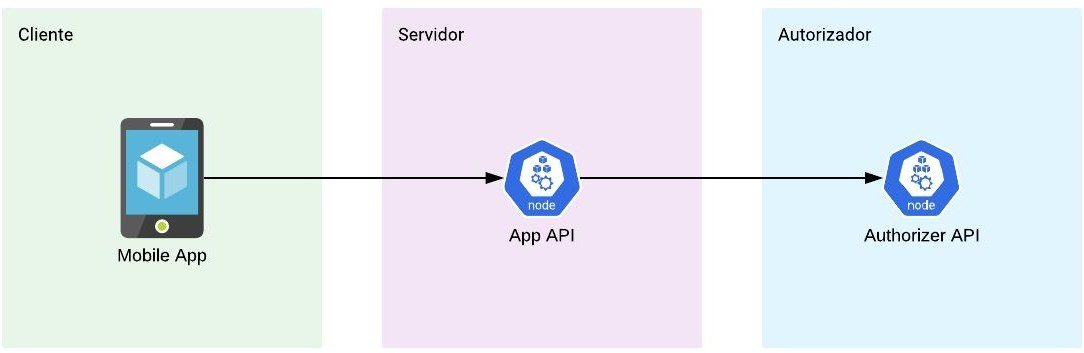 Cliente
Servidor
Autorizador
node
node
Mobile App
App API
Authorizer API